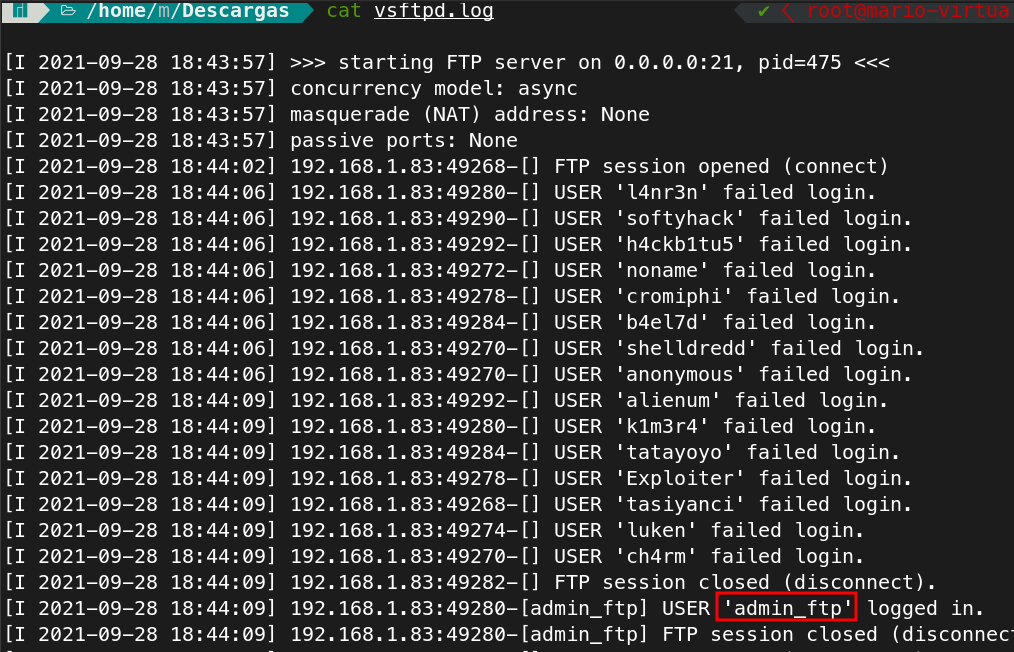 /home/m/Descargas cat vsftpd.log ✔ root@mario-virtua
[I 2021-09-28 18:43:57] >>> starting FTP server on 0.0.0.0:21, pid=475 <<<
[I 2021-09-28 18:43:57] concurrency model: async
[I 2021-09-28 18:43:57] masquerade (NAT) address: None
[I 2021-09-28 18:43:57] passive ports: None
[I 2021-09-28 18:44:02] 192.168.1.83:49268-[] FTP session opened (connect)
[I 2021-09-28 18:44:06] 192.168.1.83:49280-[] USER 'l4nr3n' failed login.
[I 2021-09-28 18:44:06] 192.168.1.83:49290-[] USER 'softyhack' failed login.
[I 2021-09-28 18:44:06] 192.168.1.83:49292-[] USER 'h4ckb1tu5' failed login.
[I 2021-09-28 18:44:06] 192.168.1.83:49272-[] USER 'noname' failed login.
[I 2021-09-28 18:44:06] 192.168.1.83:49278-[] USER 'cromiphi' failed login.
[I 2021-09-28 18:44:06] 192.168.1.83:49284-[] USER 'b4el7d' failed login.
[I 2021-09-28 18:44:06] 192.168.1.83:49270-[] USER 'shelldredd' failed login.
[I 2021-09-28 18:44:06] 192.168.1.83:49270-[] USER 'anonymous' failed login.
[I 2021-09-28 18:44:09] 192.168.1.83:49292-[] USER 'alienum' failed login.
[I 2021-09-28 18:44:09] 192.168.1.83:49280-[] USER 'k1m3r4' failed login.
[I 2021-09-28 18:44:09] 192.168.1.83:49284-[] USER 'tatayoyo' failed login.
[I 2021-09-28 18:44:09] 192.168.1.83:49278-[] USER 'Exploiter' failed login.
[I 2021-09-28 18:44:09] 192.168.1.83:49268-[] USER 'tasiyanci' failed login.
[I 2021-09-28 18:44:09] 192.168.1.83:49274-[] USER 'luken' failed login.
[I 2021-09-28 18:44:09] 192.168.1.83:49270-[] USER 'ch4rm' failed login.
[I 2021-09-28 18:44:09] 192.168.1.83:49282-[] FTP session closed (disconnect).
[I 2021-09-28 18:44:09] 192.168.1.83:49280-[admin_ftp] USER 'admin_ftp' logged in.
[I 2021-09-28 18:44:09] 192.168.1.83:49280-[admin_ftp] FTP session closed (disconnect